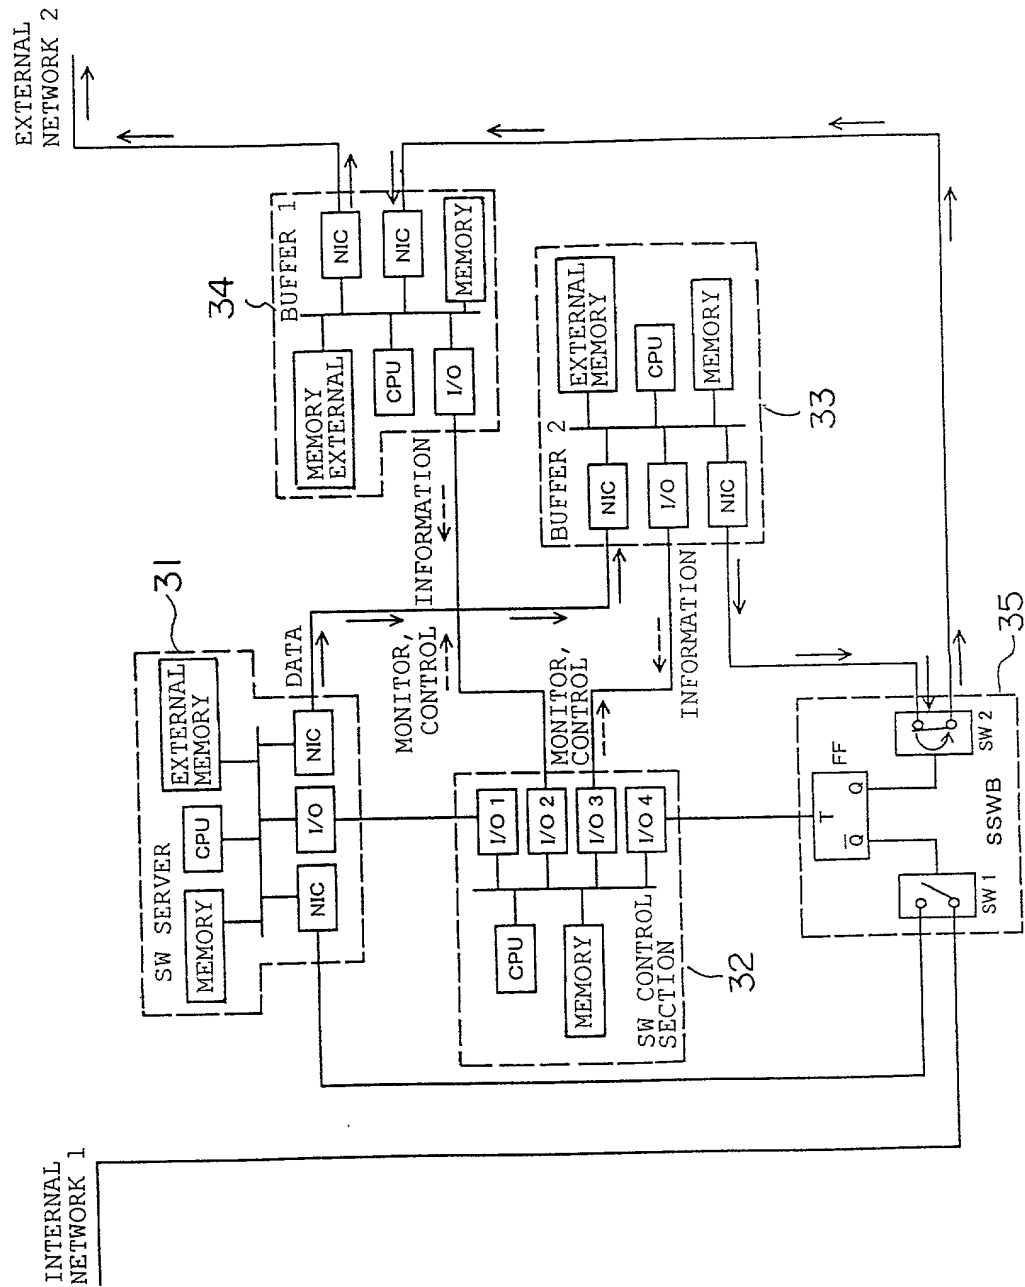 INTERNAL
NETWORK 1
EXTERNAL
NETWORK 2
31
SW SERVER
MEMORY
CPU
EXTERNAL
MEMORY
NIC
I/O
NIC
DATA
34
BUFFER 1
MEMORY
EXTERNAL
CPU
I/O
NIC
NIC
MEMORY
MONITOR,
CONTROL
INFORMATION
32
SW CONTROL
SECTION
CPU
MEMORY
I/O 1
I/O 2
I/O 3
I/O 4
MONITOR,
CONTROL
INFORMATION
33
BUFFER 2
NIC
I/O
NIC
EXTERNAL
MEMORY
CPU
MEMORY
35
SSWB
FF
T
Q̅
Q
SW 1
SW 2